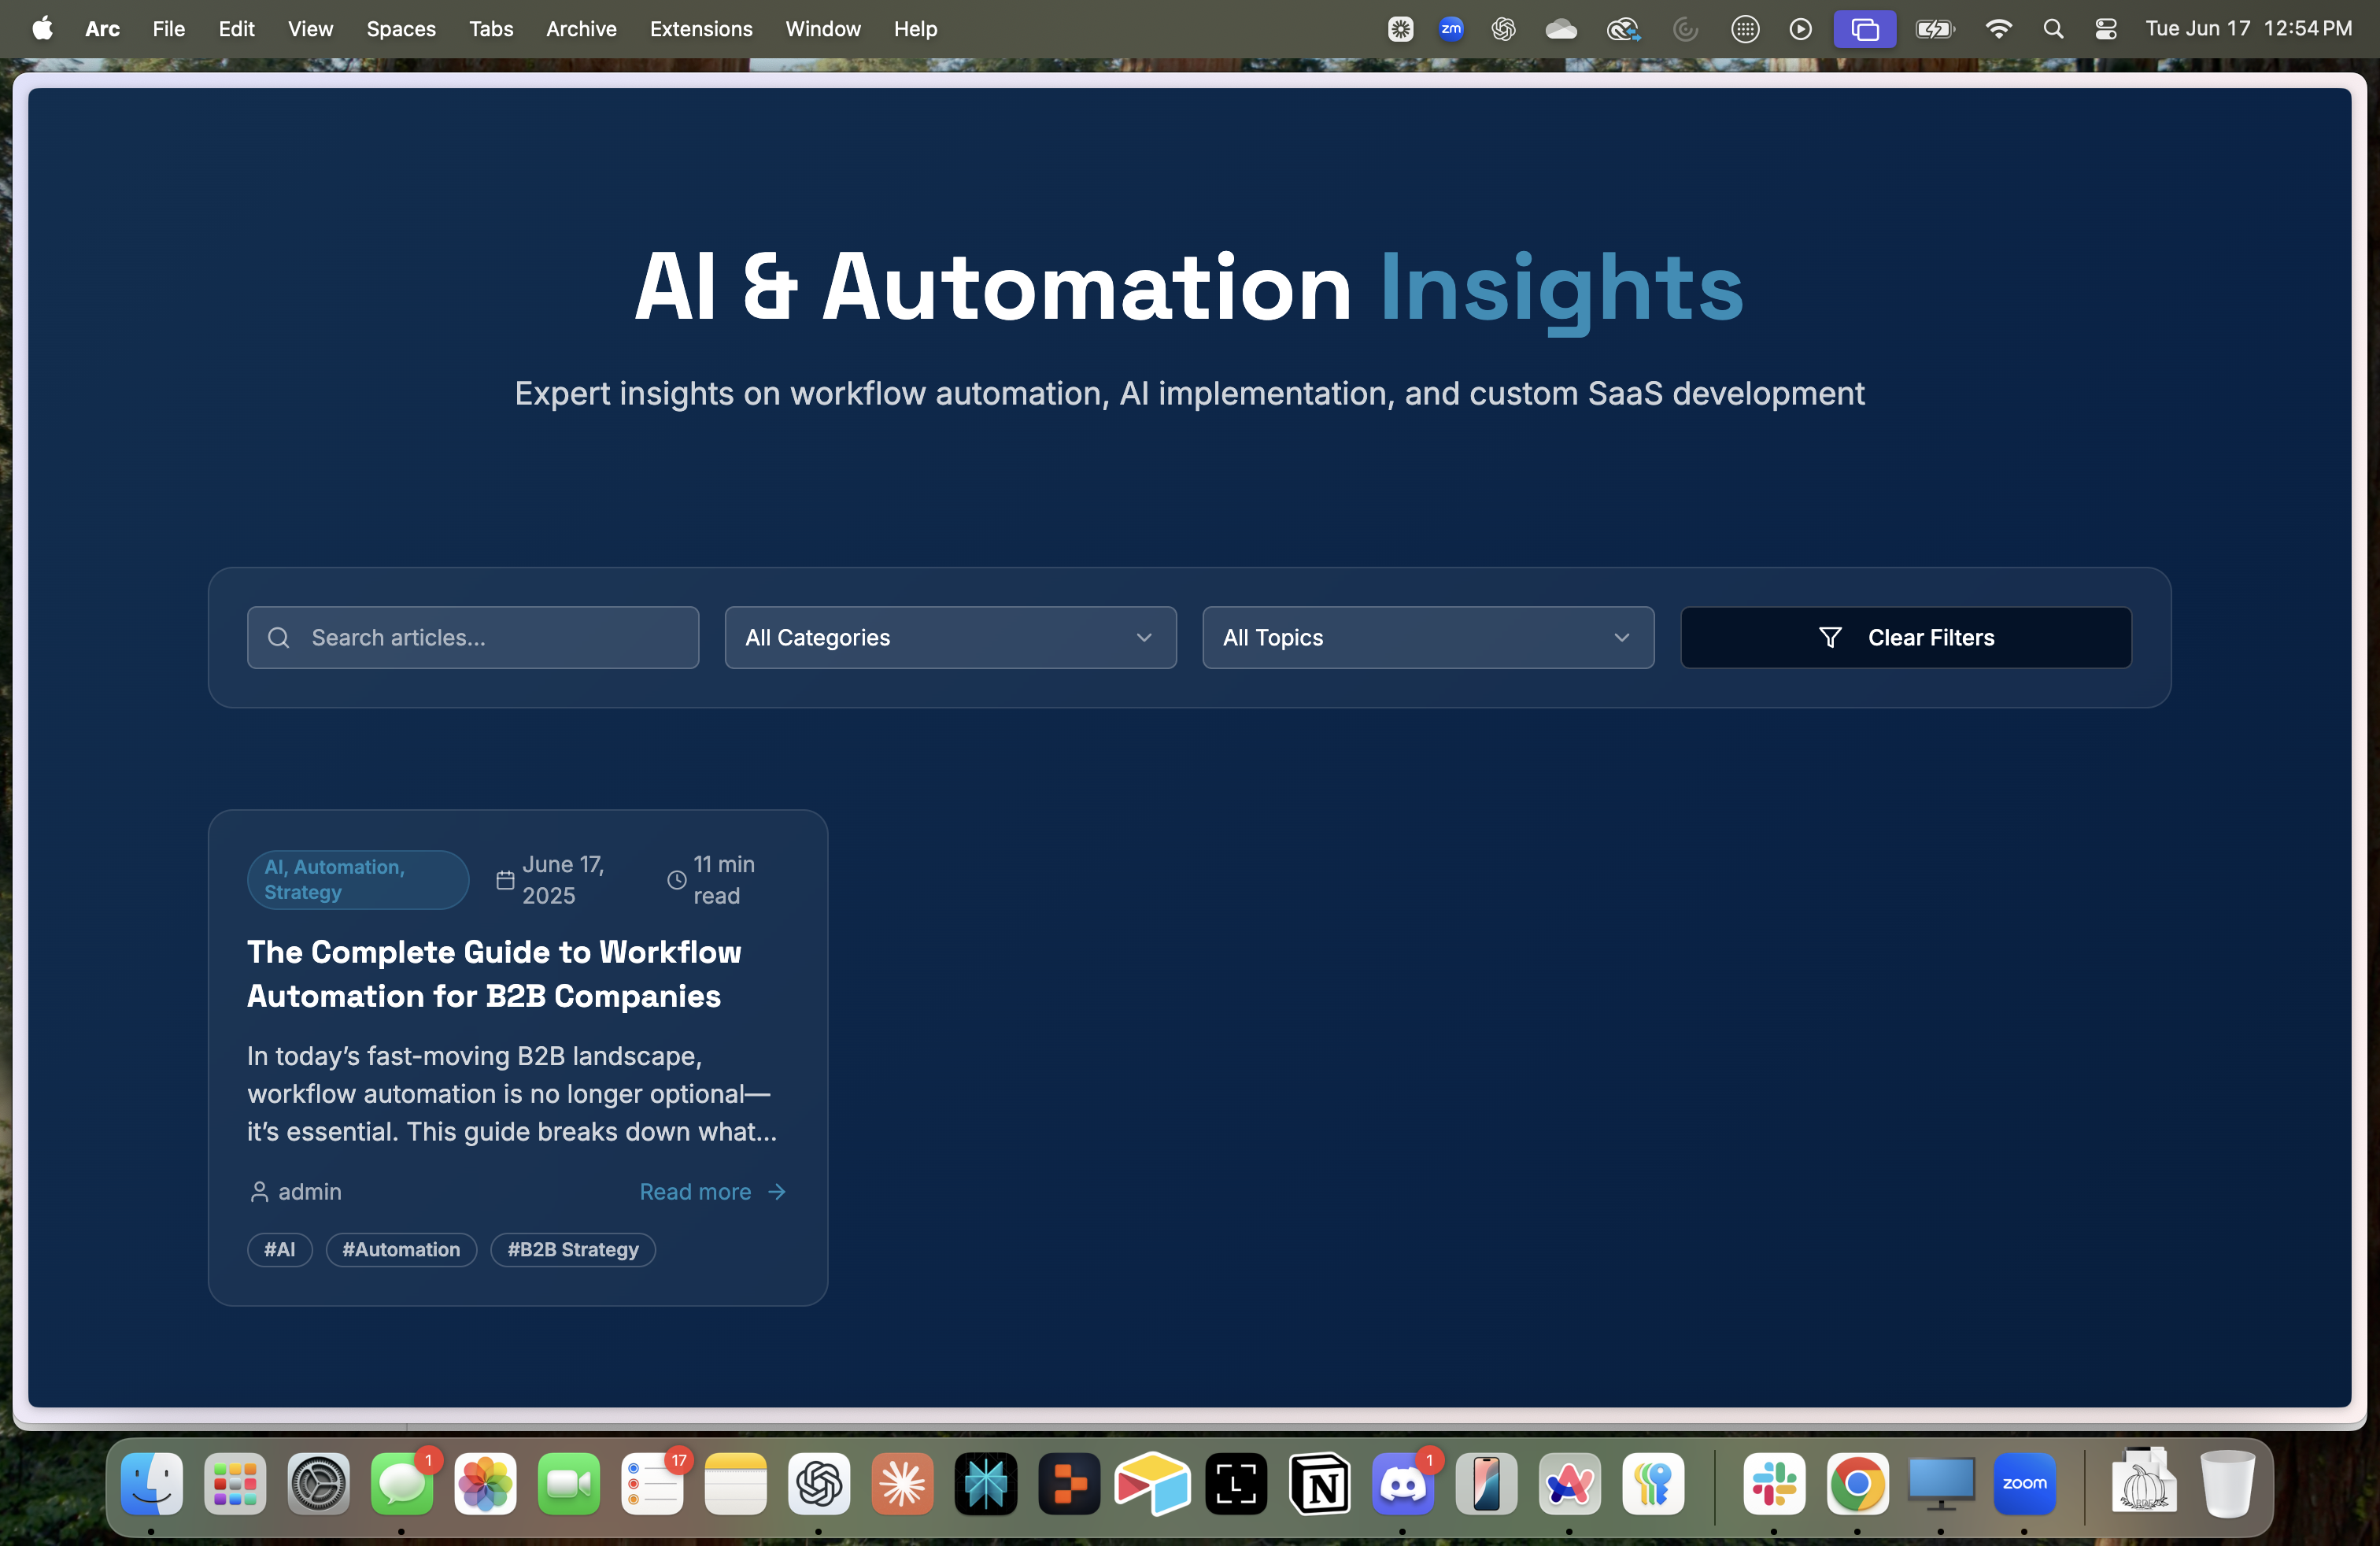 Arc File Edit View Spaces Tabs Archive Extensions Window Help zm Tue Jun 17 12:54 PM
AI & Automation Insights
Expert insights on workflow automation, AI implementation, and custom SaaS development
Search articles... All Categories All Topics Clear Filters
AI, Automation,
Strategy
June 17,
2025
11 min
read
The Complete Guide to Workflow
Automation for B2B Companies
In today’s fast-moving B2B landscape,
workflow automation is no longer optional—
it’s essential. This guide breaks down what...
admin Read more
#AI #Automation #B2B Strategy
1 17 1
L N zoom